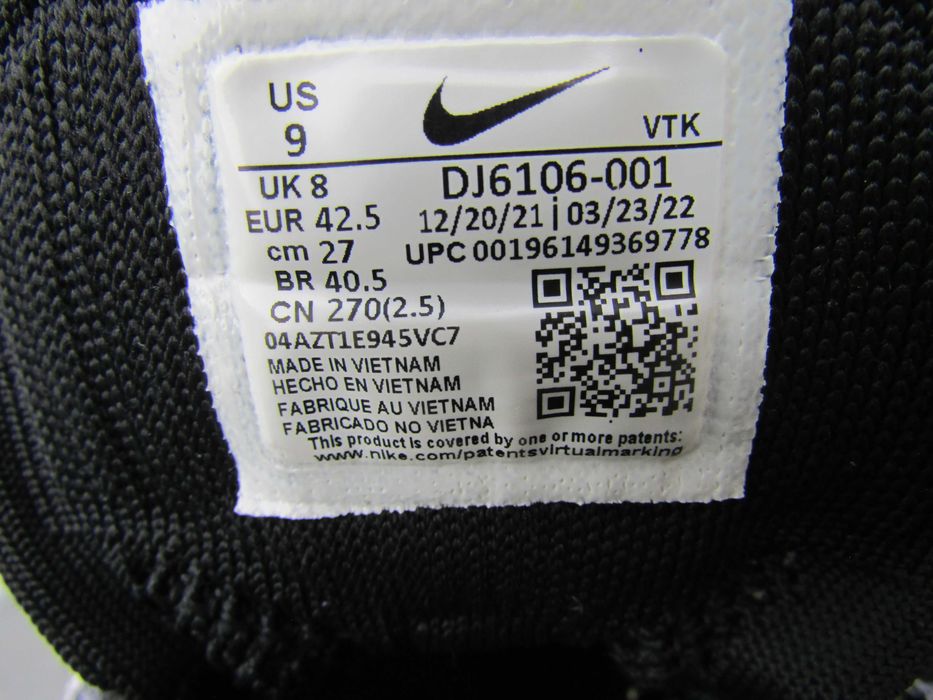 US
9
VTK
UK 8
DJ6106-001
EUR 42.5
12/20/21 | 03/23/22
cm 27
UPC 00196149369778
BR 40.5
CN 270(2.5)
04AZT1E945VC7
MADE IN VIETNAM
HECHO EN VIETNAM
FABRIQUE AU VIETNAM
FABRICADO NO VIETNA
This product is covered by one or more patents:
www.nike.com/patentsvirtualmarking